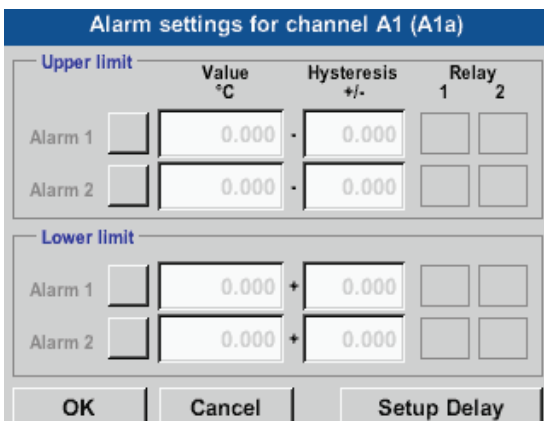 Alarm settings for channel A1 (A1a)
Upper limit
Value Hysteresis Relay
°C +/- 1 2
Alarm 1 0.000 - 0.000
Alarm 2 0.000 - 0.000
Lower limit
Alarm 1 0.000 + 0.000
Alarm 2 0.000 + 0.000
OK Cancel Setup Delay